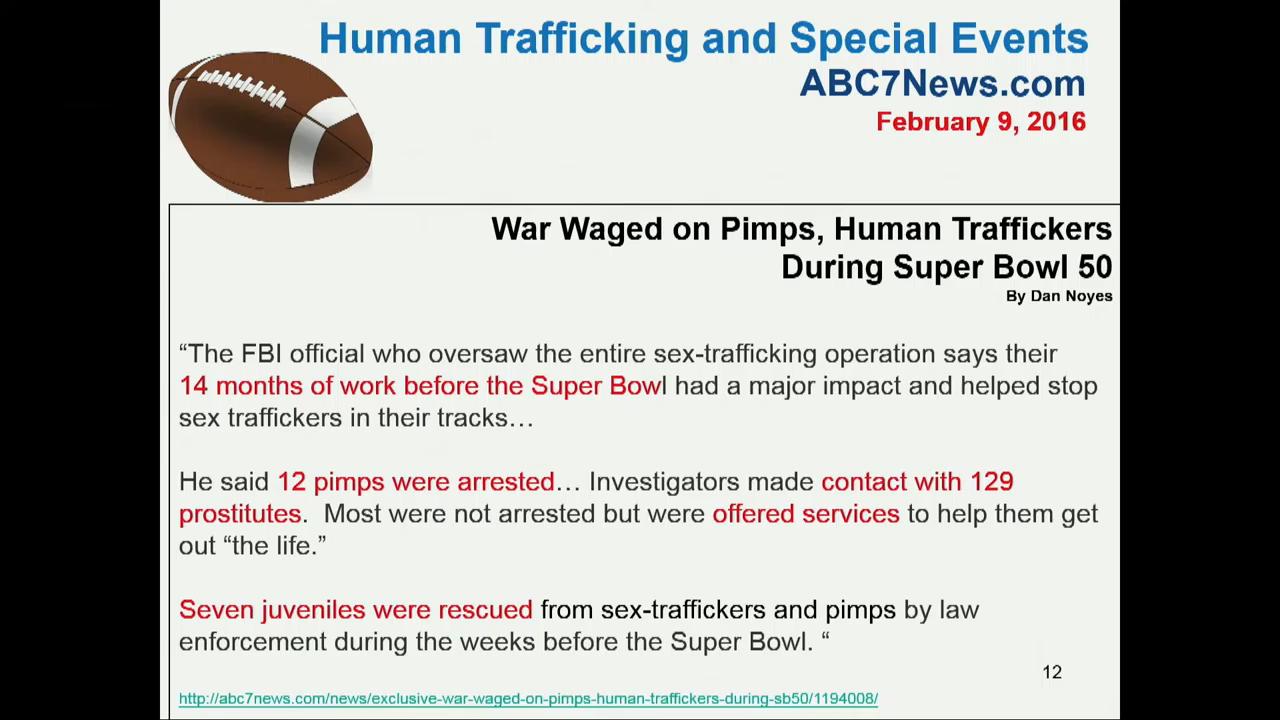 Human Trafficking and Special Events
ABC7News.com
February 9, 2016
War Waged on Pimps, Human Traffickers
During Super Bowl 50
By Dan Noyes
“The FBI official who oversaw the entire sex-trafficking operation says their
14 months of work before the Super Bowl had a major impact and helped stop
sex traffickers in their tracks…
He said 12 pimps were arrested… Investigators made contact with 129
prostitutes.  Most were not arrested but were offered services to help them get
out “the life.”
Seven juveniles were rescued from sex-traffickers and pimps by law
enforcement during the weeks before the Super Bowl. “
12
http://abc7news.com/news/exclusive-war-waged-on-pimps-human-traffickers-during-sb50/1194008/